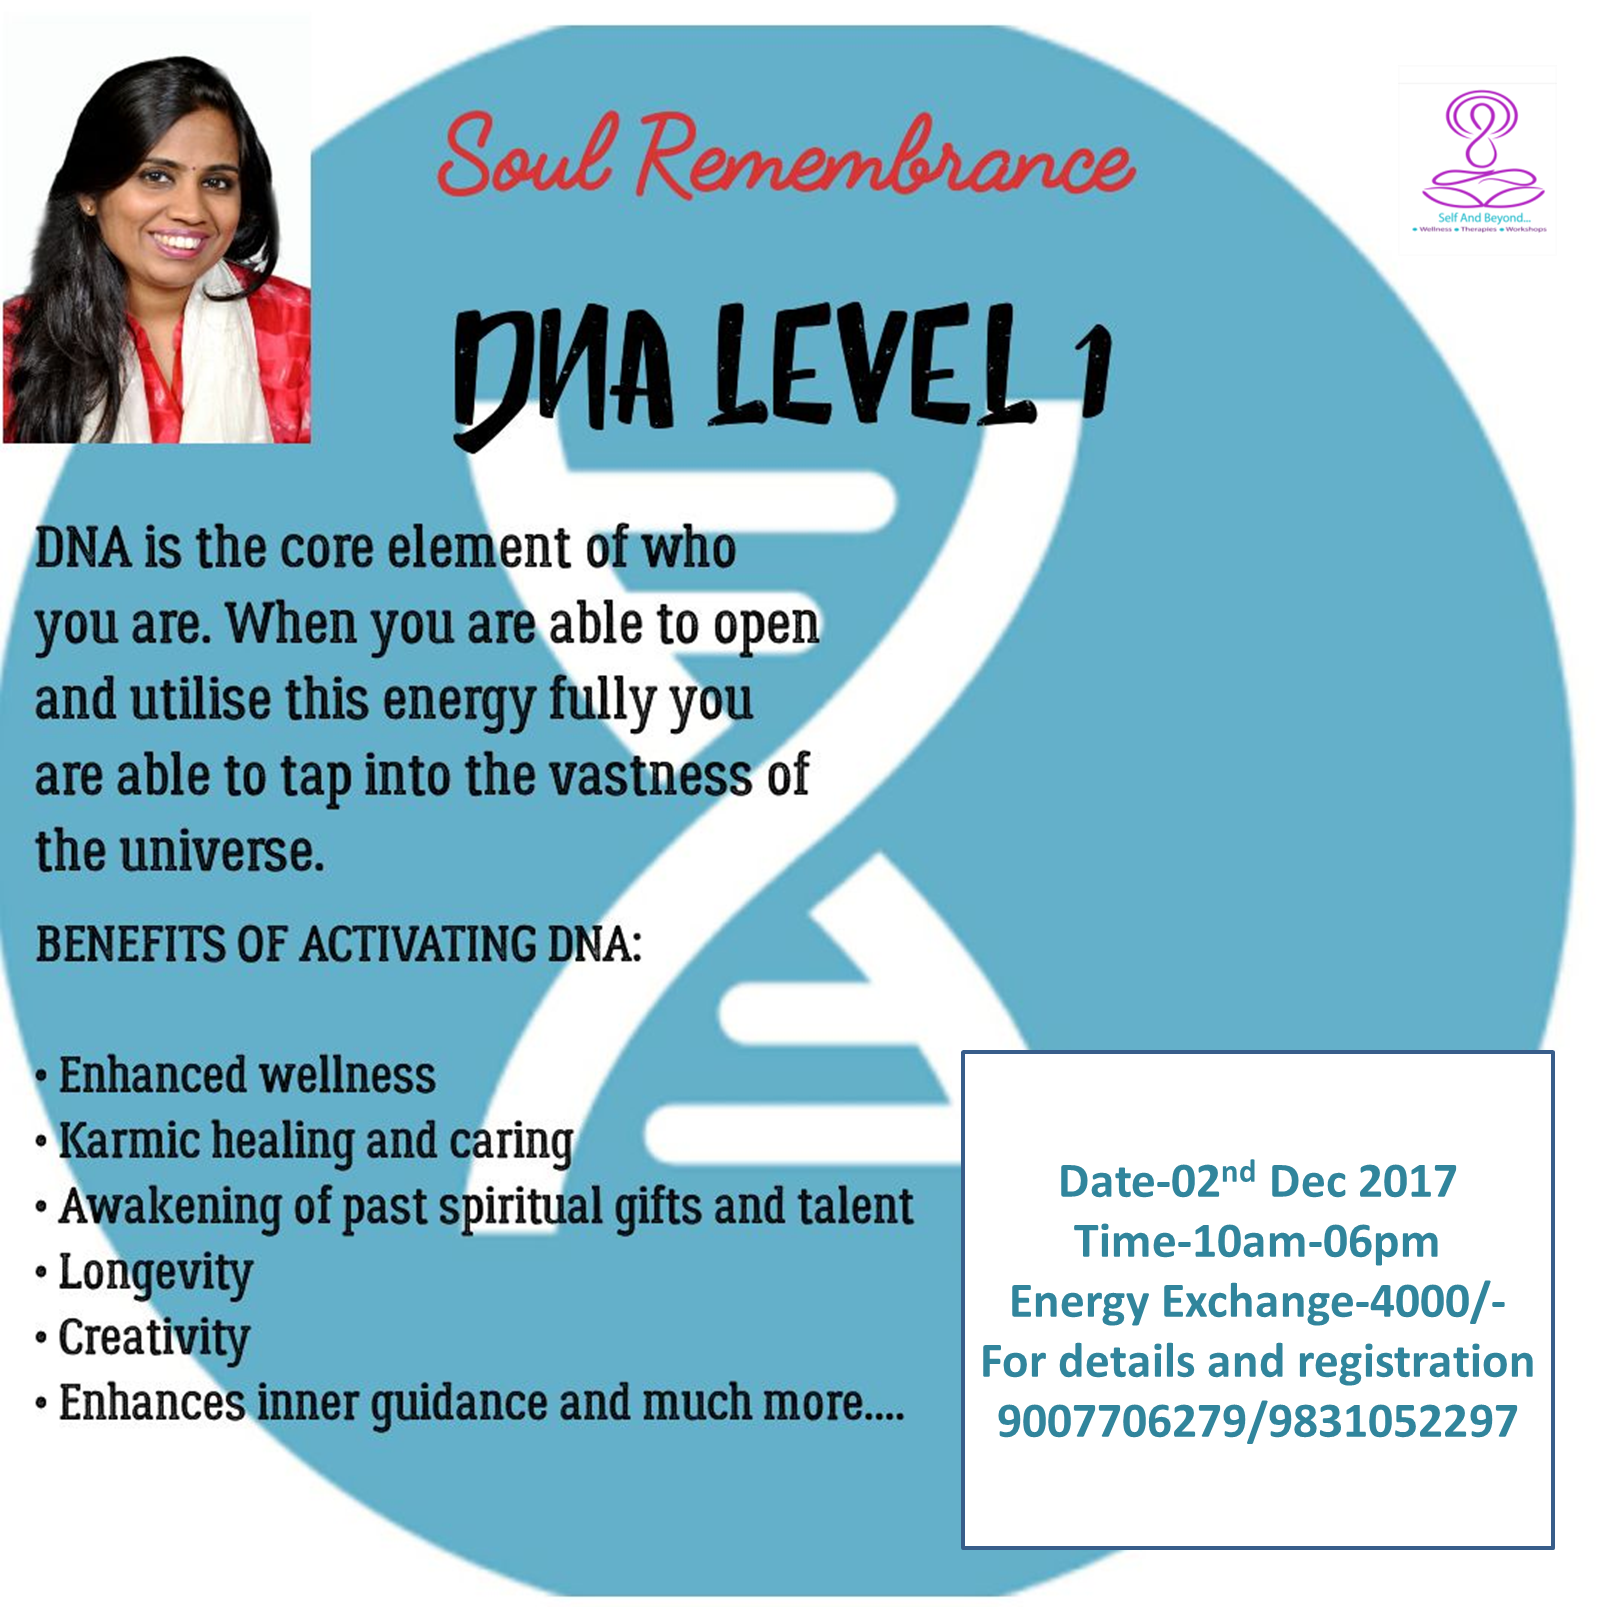 Soul Remembrance
Self And Beyond...
• Wellness • Therapies • Workshops
DNA LEVEL 1
DNA is the core element of who
you are. When you are able to open
and utilise this energy fully you
are able to tap into the vastness of
the universe.
BENEFITS OF ACTIVATING DNA:
• Enhanced wellness
• Karmic healing and caring
• Awakening of past spiritual gifts and talent
• Longevity
• Creativity
• Enhances inner guidance and much more....
Date-02nd Dec 2017
Time-10am-06pm
Energy Exchange-4000/-
For details and registration
9007706279/9831052297